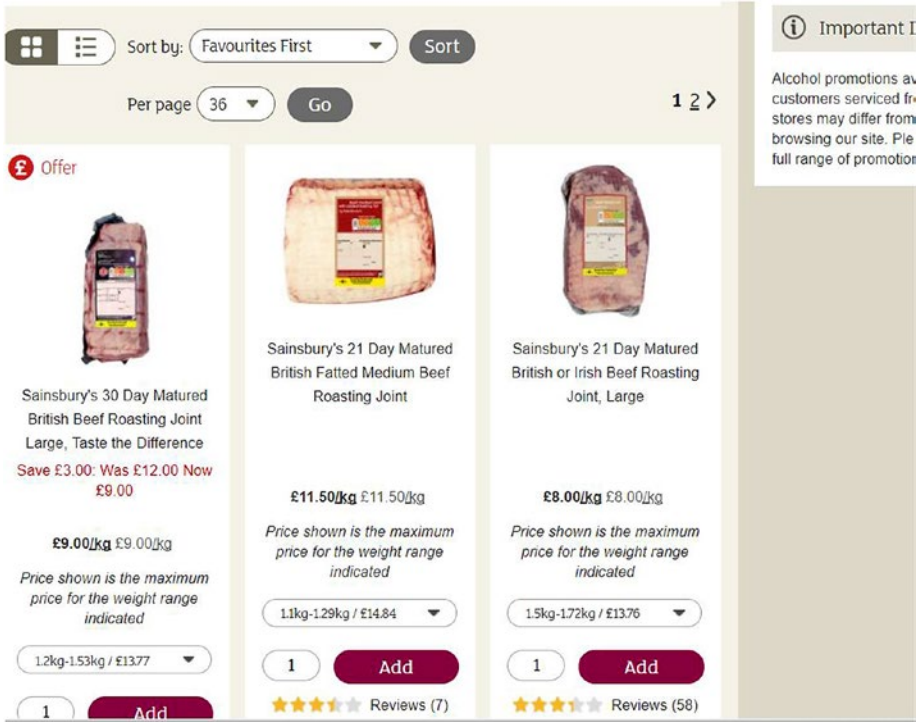 Sort by: Favourites First Sort
Per page 36 Go
1 2
Offer
Sainsbury's 30 Day Matured
British Beef Roasting Joint
Large, Taste the Difference
Save £3.00: Was £12.00 Now
£9.00
£9.00/kg £9.00/kg
Price shown is the maximum
price for the weight range
indicated
1.2kg-1.53kg / £13.77
1 Add
Sainsbury's 21 Day Matured
British Fatted Medium Beef
Roasting Joint
£11.50/kg £11.50/kg
Price shown is the maximum
price for the weight range
indicated
1.1kg-1.29kg / £14.84
1 Add
Reviews (7)
Sainsbury's 21 Day Matured
British or Irish Beef Roasting
Joint, Large
£8.00/kg £8.00/kg
Price shown is the maximum
price for the weight range
indicated
1.5kg-1.72kg / £13.76
1 Add
Reviews (58)
Important
Alcohol promotions av
customers serviced fr
stores may differ from
browsing our site. Ple
full range of promotion